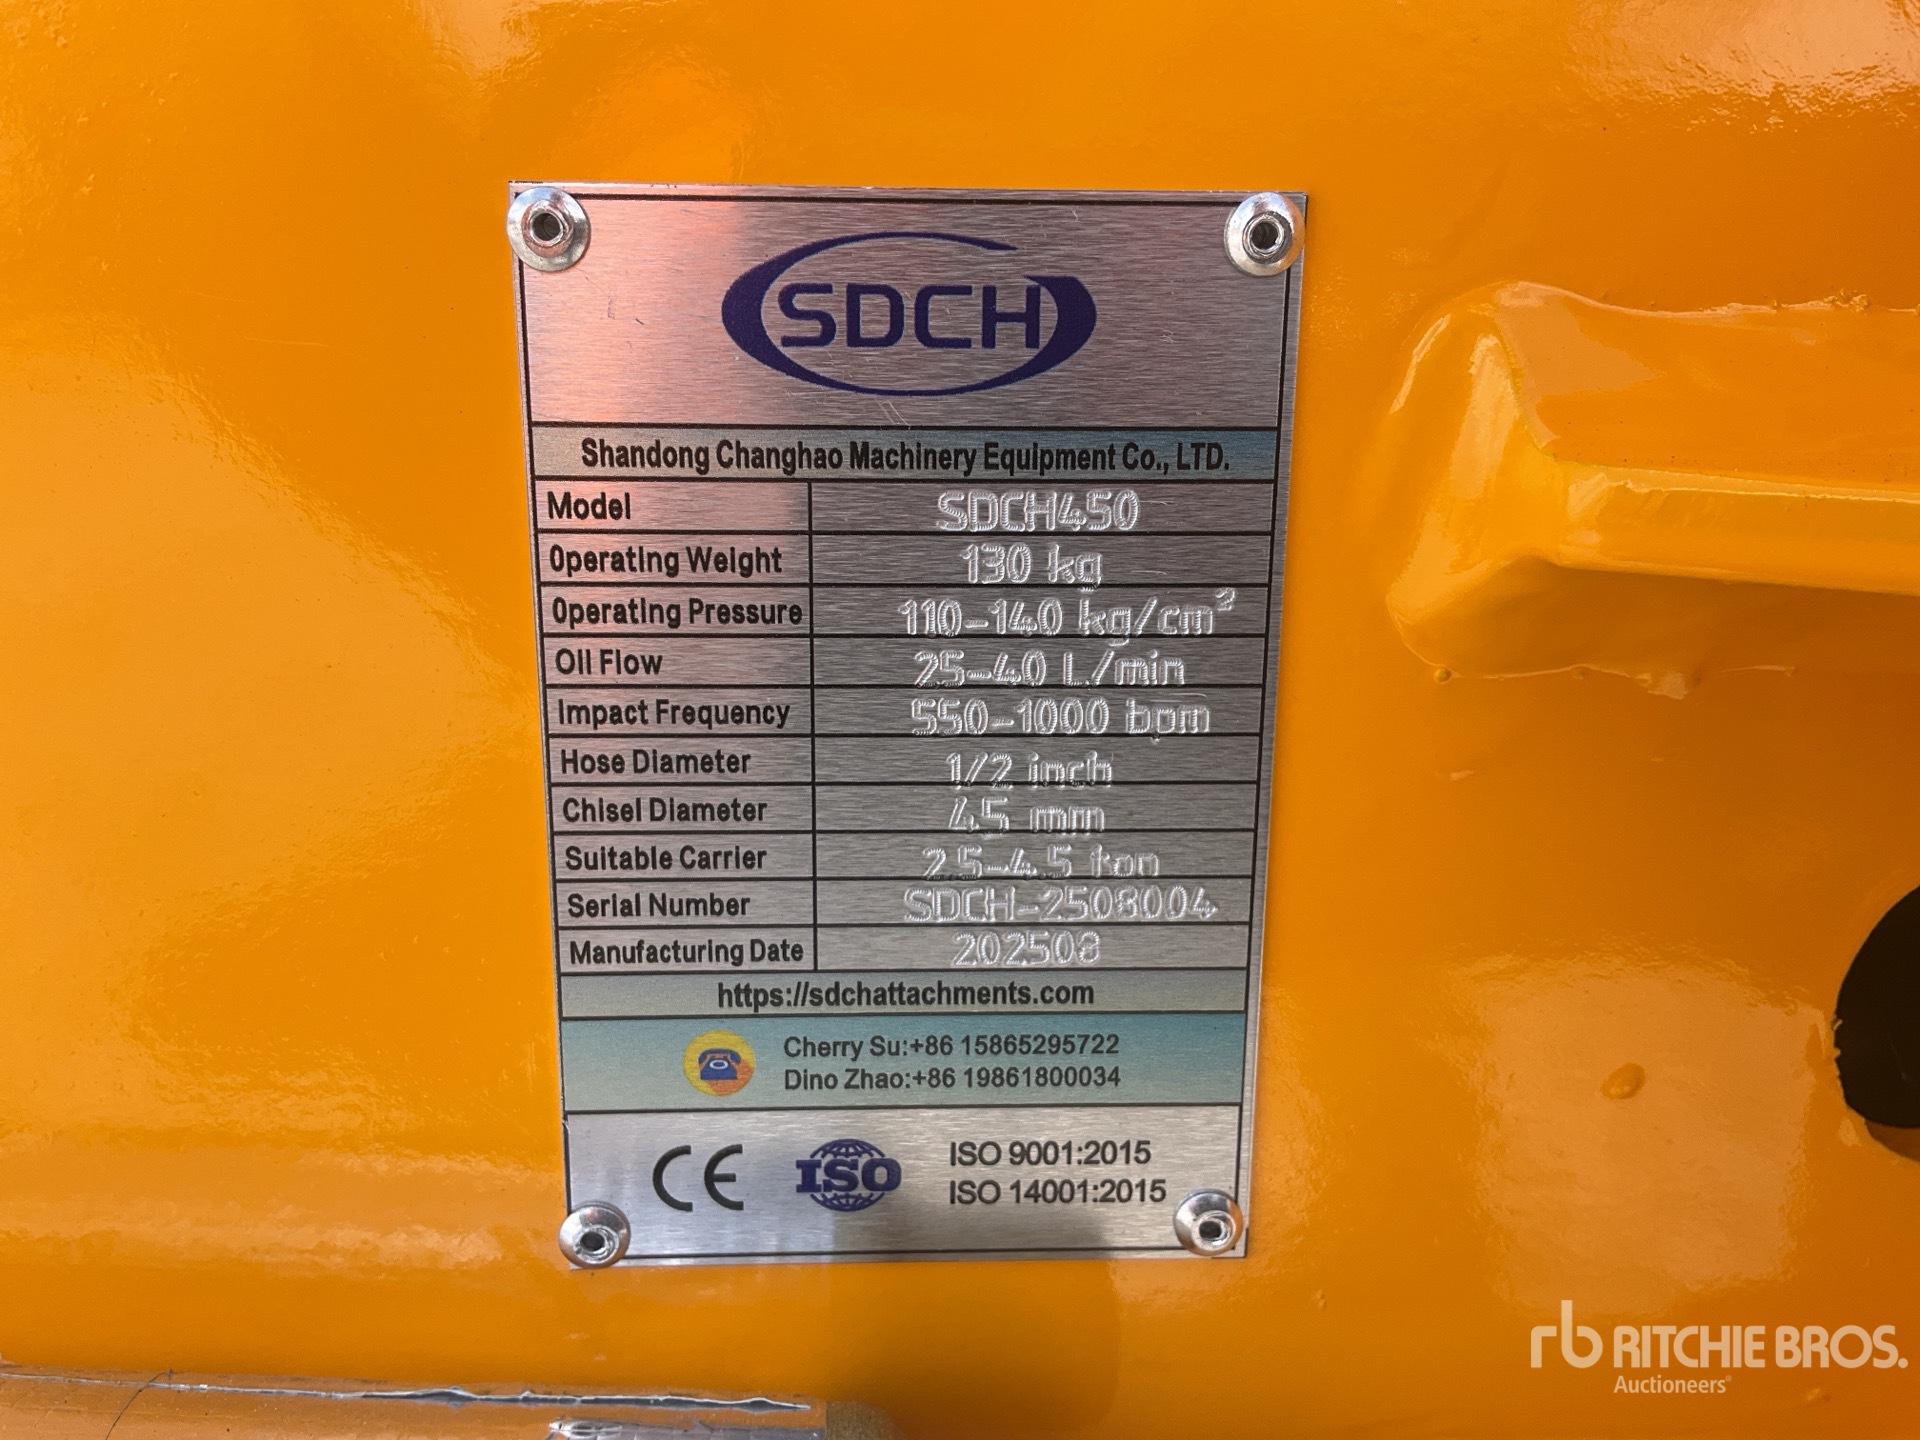 SDCH
Shandong Changhao Machinery Equipment Co., LTD.
Model SDCH450
Operating Weight 130 kg
Operating Pressure 110-140 kg/cm²
Oil Flow 25-40 L/min
Impact Frequency 550-1000 bpm
Hose Diameter 1/2 inch
Chisel Diameter 45 mm
Suitable Carrier 2.5-4.5 ton
Serial Number SDCH-2508004
Manufacturing Date 202508
https://sdchattachments.com
Cherry Su:+86 15865295722
Dino Zhao:+86 19861800034
CE ISO ISO 9001:2015
ISO 14001:2015
rb RITCHIE BROS.
Auctioneers®